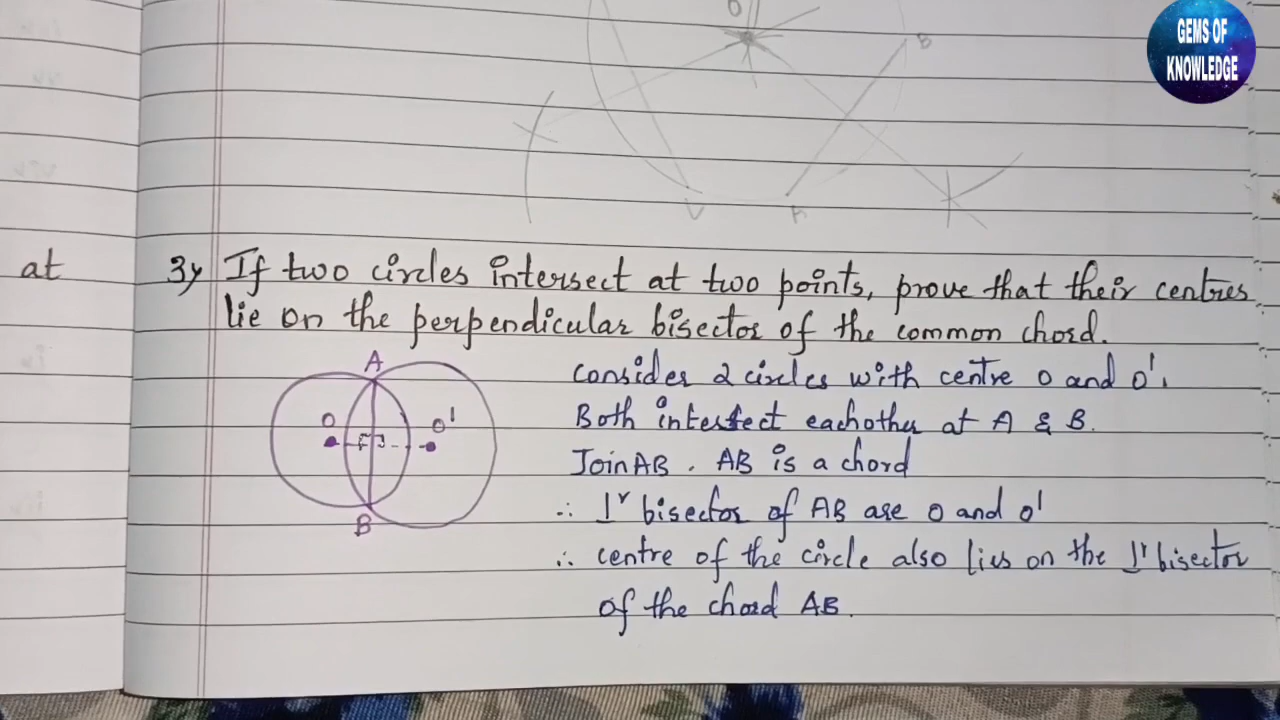 GEMS OF
KNOWLEDGE
O
B
at
3) If two circles intersect at two points, prove that their centres
lie on the perpendicular bisector of the common chord.
A
O
O'
B
Consider 2 circles with centre O and O'.
Both intersect eachother at A & B.
Join AB. AB is a chord
∴ ⊥r bisector of AB are O and O'
∴ centre of the circle also lies on the ⊥r bisector
of the chord AB.